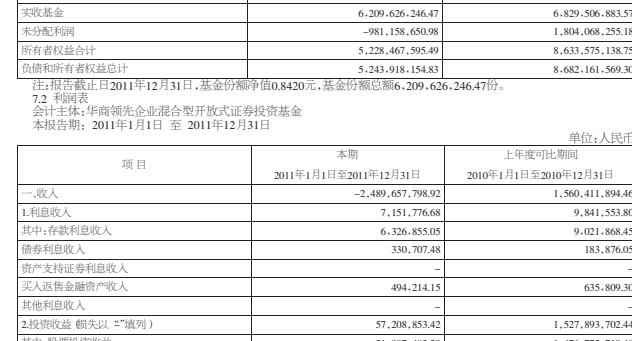 实收基金 6,209,626,246.47 6,829,506,883.57
未分配利润 -981,158,650.98 1,804,068,255.18
所有者权益合计 5,228,467,595.49 8,633,575,138.75
负债和所有者权益总计 5,243,918,154.83 8,682,161,569.30
注:报告截止日2011年12月31日,基金份额净值0.8420元,基金份额总额6,209,626,246.47份。
7.2 利润表
会计主体:华商领先企业混合型开放式证券投资基金
本报告期: 2011年1月1日 至 2011年12月31日
单位:人民币
项 目 本期 上年度可比期间
2011年1月1日至2011年12月31日 2010年1月1日至2010年12月31日
一、收入 -2,489,657,798.92 1,560,411,894.46
1.利息收入 7,151,776.68 9,841,553.80
其中:存款利息收入 6,326,855.05 9,021,868.45
债券利息收入 330,707.48 183,876.05
资产支持证券利息收入 - -
买入返售金融资产收入 494,214.15 635,809.30
其他利息收入 - -
2.投资收益（损失以“-”填列） 57,208,853.42 1,527,893,702.44